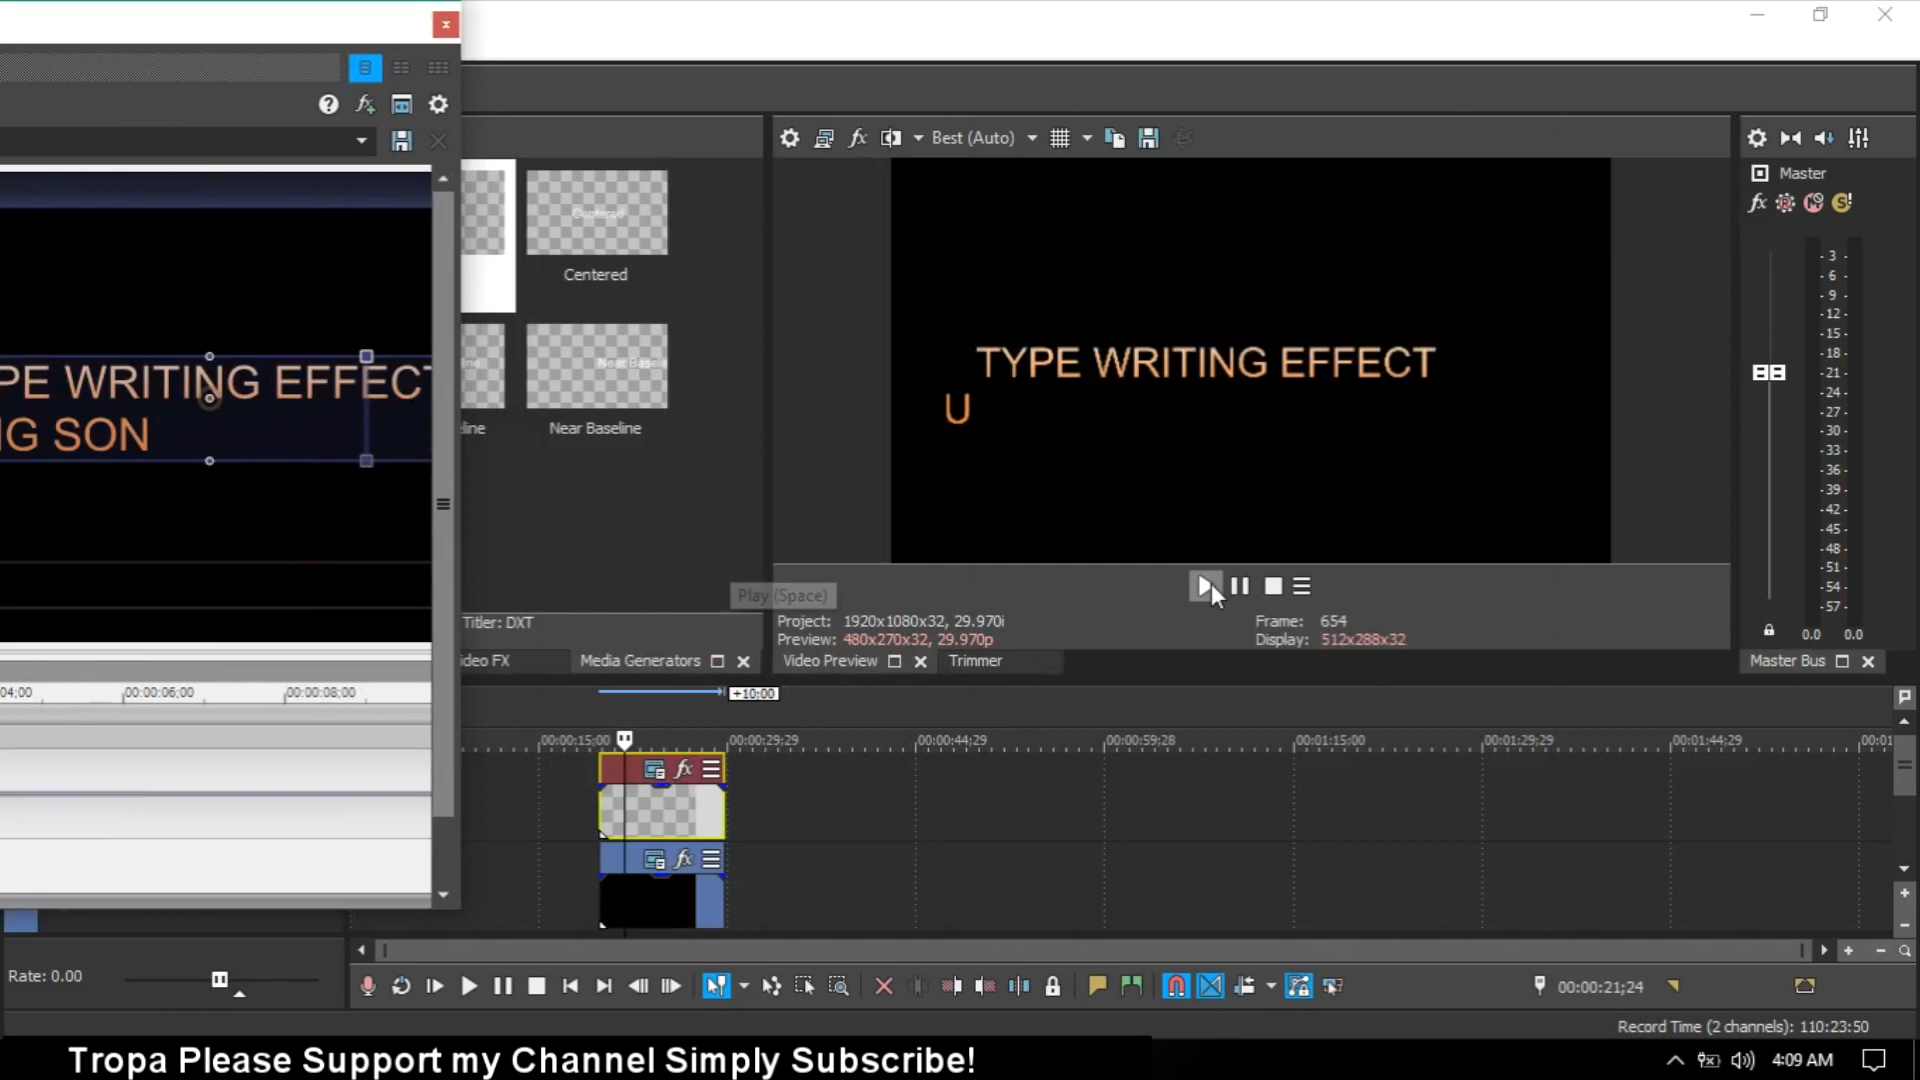 Best (Auto)
Master
Centered
Centered
PE WRITING EFFECT
NG SON
TYPE WRITING EFFECT
U
Near Baseline
Play (Space)
Titler: DXT
Project: 1920x1080x32, 29.970i
Preview: 480x270x32, 29.970p
Frame: 654
Display: 512x288x32
- 3 -
- 6 -
- 9 -
- 12 -
- 15 -
- 18 -
- 21 -
- 24 -
- 27 -
- 30 -
- 33 -
- 36 -
- 39 -
- 42 -
- 45 -
- 48 -
- 51 -
- 54 -
- 57 -
0.0 0.0
ideo FX
Media Generators
Video Preview
Trimmer
Master Bus
04;00
00:00:06;00
00:00:08;00
+10;00
00:00:15;00
00:00:29;29
00:00:44;29
00:00:59;28
00:01:15;00
00:01:29;29
00:01:44;29
00:01
Rate: 0.00
00:00:21;24
Record Time (2 channels): 110:23:50
Tropa Please Support my Channel Simply Subscribe!
4:09 AM